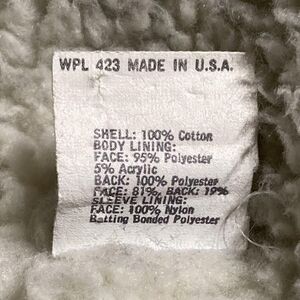 WPL 423 MADE IN U.S.A.
SHELL: 100% Cotton
BODY LINING:
FACE: 95% Polyester
5% Acrylic
BACK: 100% Polyester
FACE: 81%, BACK: 19%
SLEEVE LINING:
FACE: 100% Nylon
Batting Bonded Polyester